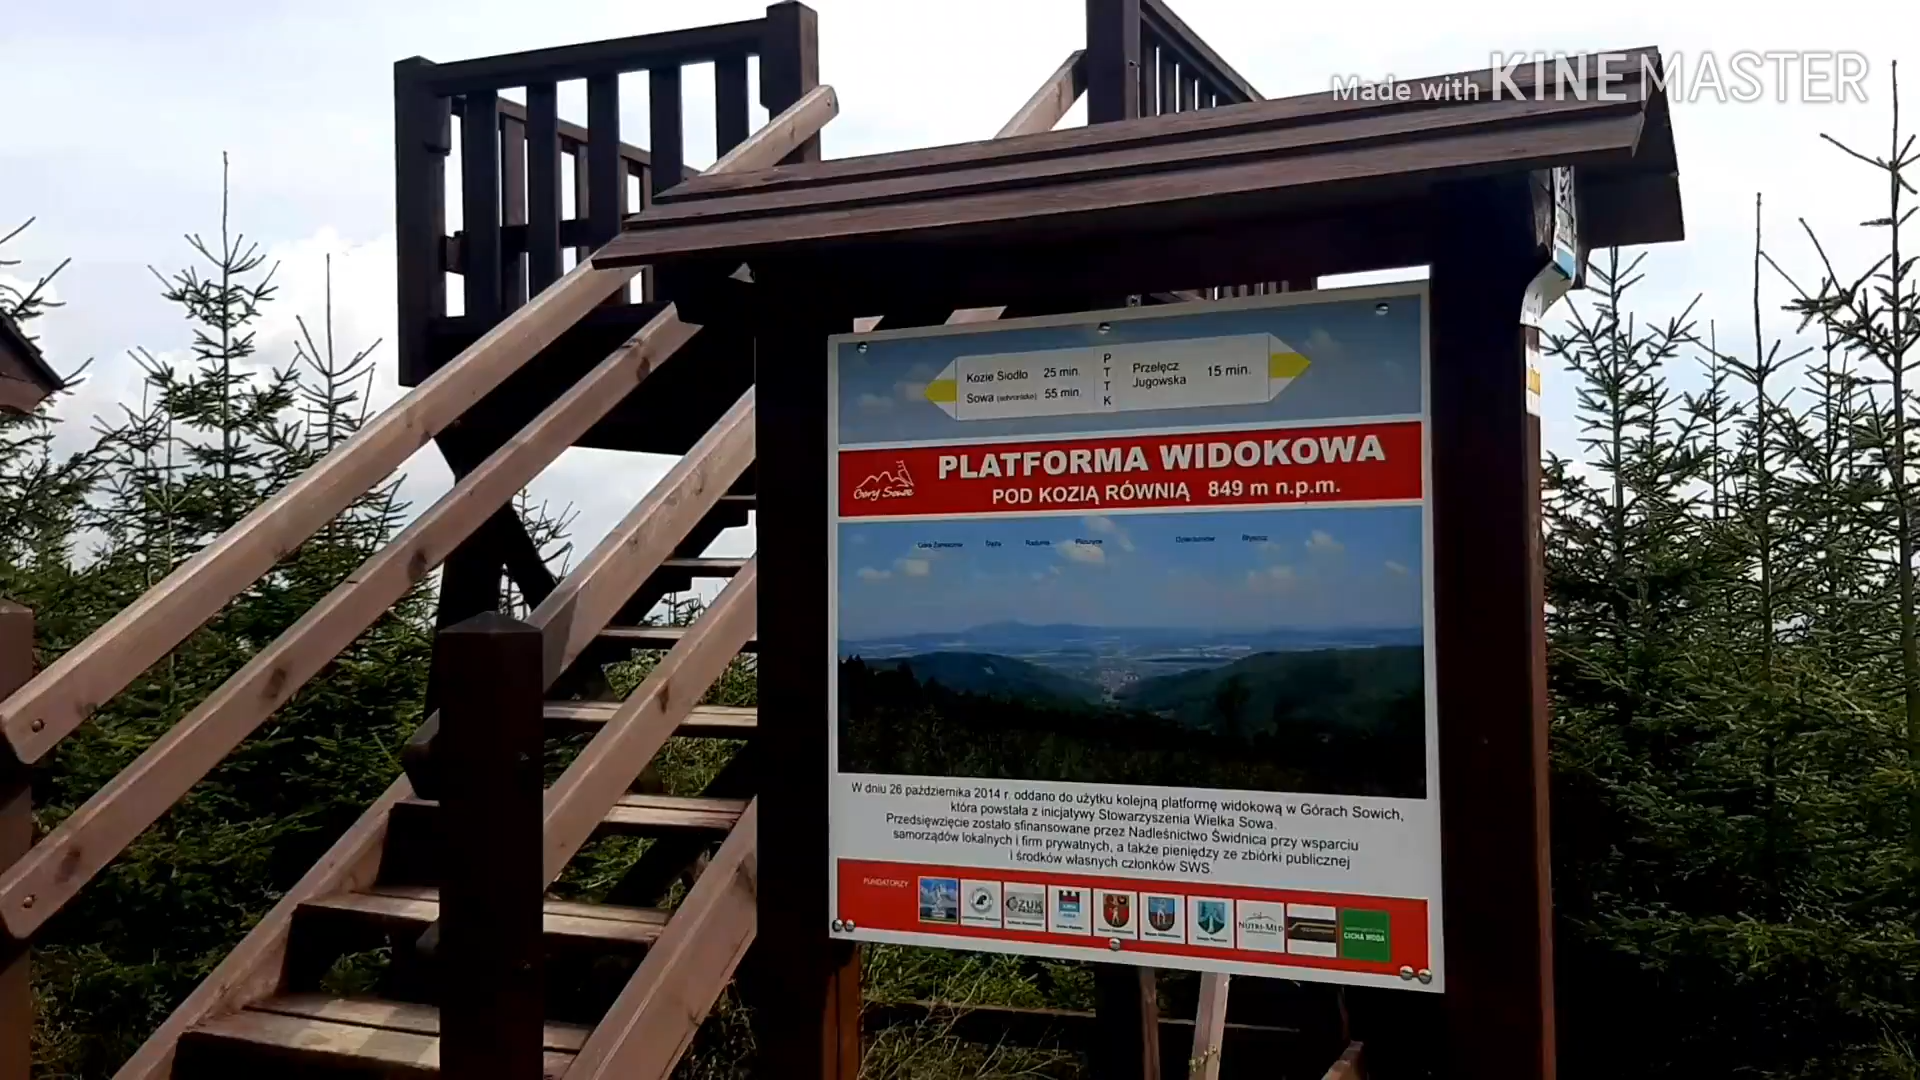 Made with KINEMASTER
Kozie Siodło 25 min.
Sowa (schronisko) 55 min.
PTTK
Przełęcz
Jugowska
15 min.
Góry Sowie
PLATFORMA WIDOKOWA
POD KOZIĄ RÓWNIĄ 849 m n.p.m.
Ślęża Radunia
W dniu 26 października 2014 r. oddano do użytku kolejną platformę widokową w Górach Sowich,
która powstała z inicjatywy Stowarzyszenia Wielka Sowa.
Przedsięwzięcie zostało sfinansowane przez Nadleśnictwo Świdnica przy wsparciu
samorządów lokalnych i firm prywatnych, a także pieniędzy ze zbiórki publicznej
i środków własnych członków SWS.
FUNDATORZY
NUTRI-MED
CICHA WODA